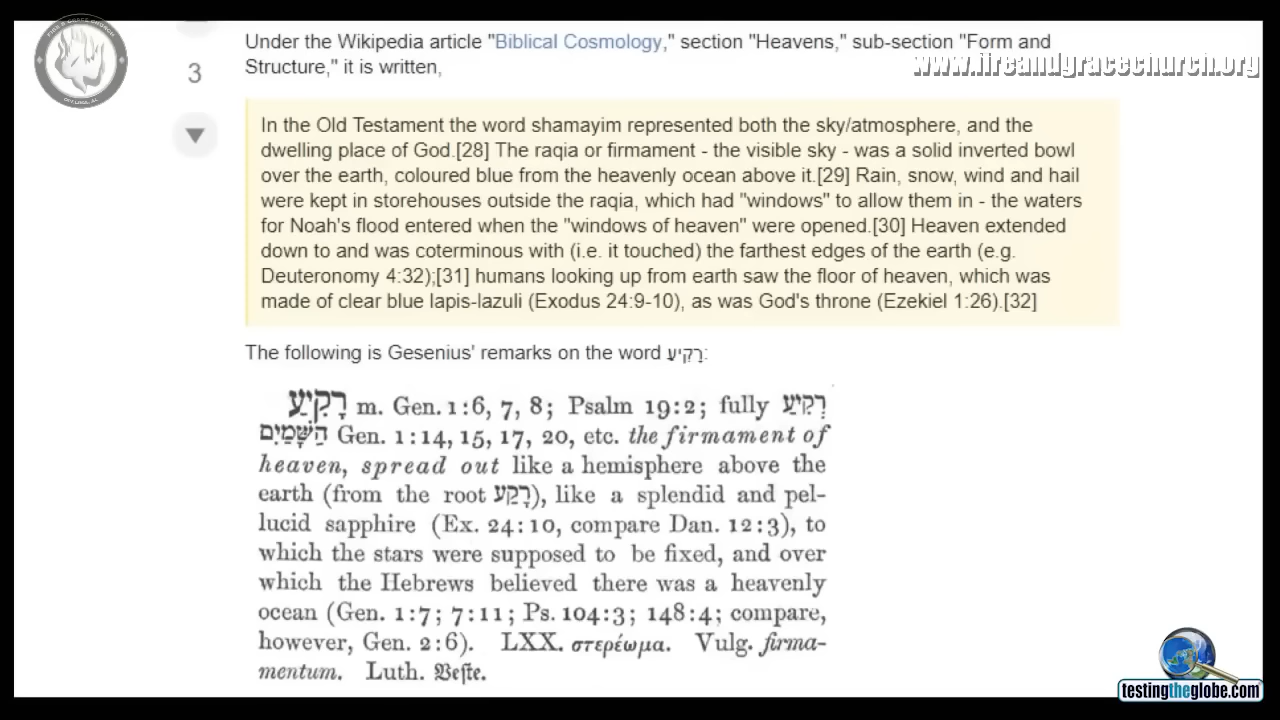 FIRE & GRACE CHURCH
3
Under the Wikipedia article "Biblical Cosmology," section "Heavens," sub-section "Form and
Structure," it is written,
www.fireandgracechurch.org
In the Old Testament the word shamayim represented both the sky/atmosphere, and the
dwelling place of God.[28] The raqia or firmament - the visible sky - was a solid inverted bowl
over the earth, coloured blue from the heavenly ocean above it.[29] Rain, snow, wind and hail
were kept in storehouses outside the raqia, which had "windows" to allow them in - the waters
for Noah's flood entered when the "windows of heaven" were opened.[30] Heaven extended
down to and was coterminous with (i.e. it touched) the farthest edges of the earth (e.g.
Deuteronomy 4:32);[31] humans looking up from earth saw the floor of heaven, which was
made of clear blue lapis-lazuli (Exodus 24:9-10), as was God's throne (Ezekiel 1:26).[32]
The following is Gesenius' remarks on the word רָקִיעַ:
רָקִיעַ m. Gen. 1:6, 7, 8; Psalm 19:2; fully רְקִיעַ
הַשָּׁמַיִם Gen. 1:14, 15, 17, 20, etc. the firmament of
heaven, spread out like a hemisphere above the
earth (from the root רָקַע), like a splendid and pel-
lucid sapphire (Ex. 24:10, compare Dan. 12:3), to
which the stars were supposed to be fixed, and over
which the Hebrews believed there was a heavenly
ocean (Gen. 1:7; 7:11; Ps. 104:3; 148:4; compare,
however, Gen. 2:6). LXX. στερέωμα. Vulg. firma-
mentum. Luth. Veste.
testingtheglobe.com